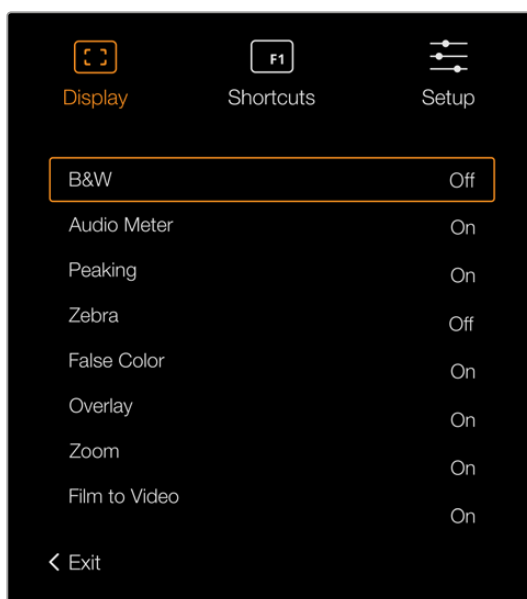 F1
Display Shortcuts Setup
B&W Off
Audio Meter On
Peaking On
Zebra Off
False Color On
Overlay On
Zoom On
Film to Video On
Exit